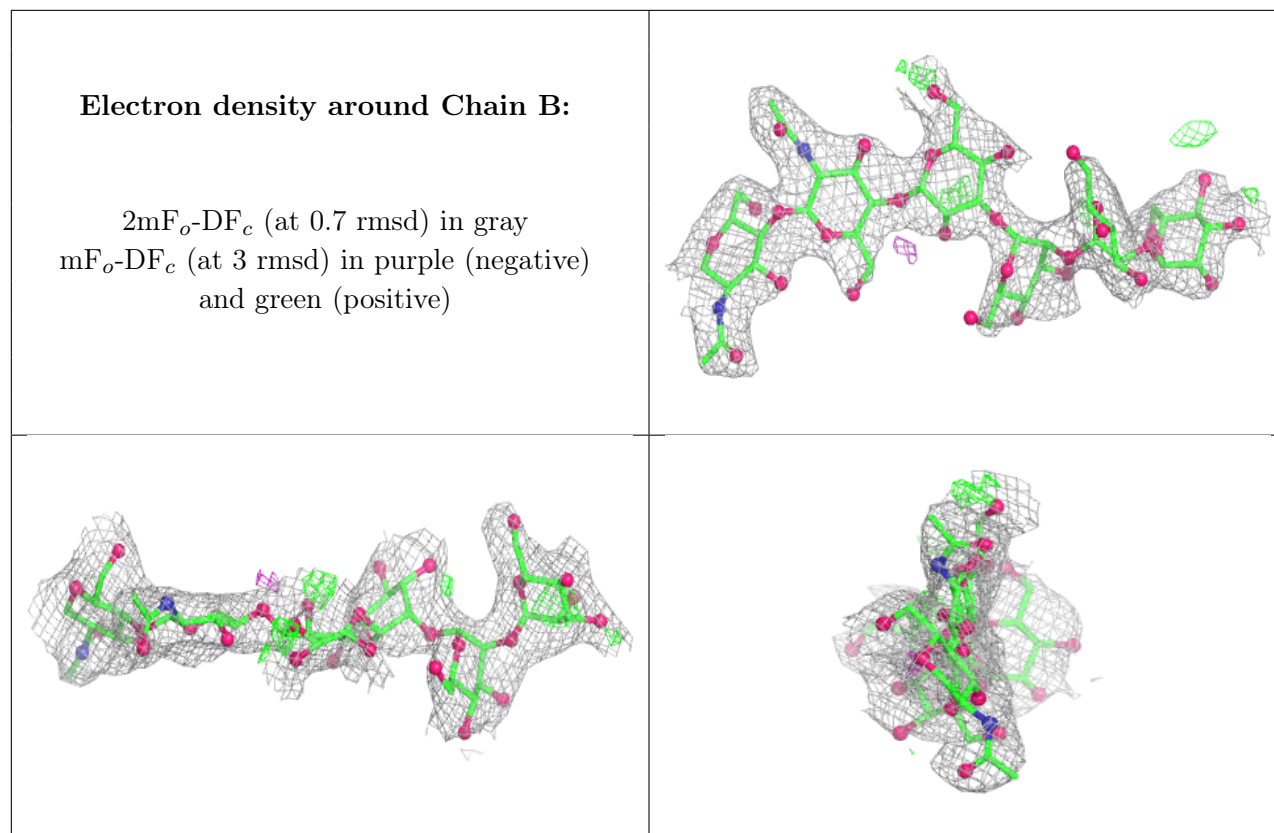 Electron density around Chain B:
2mFₒ-DF𝒸 (at 0.7 rmsd) in gray
mFₒ-DF𝒸 (at 3 rmsd) in purple (negative)
and green (positive)